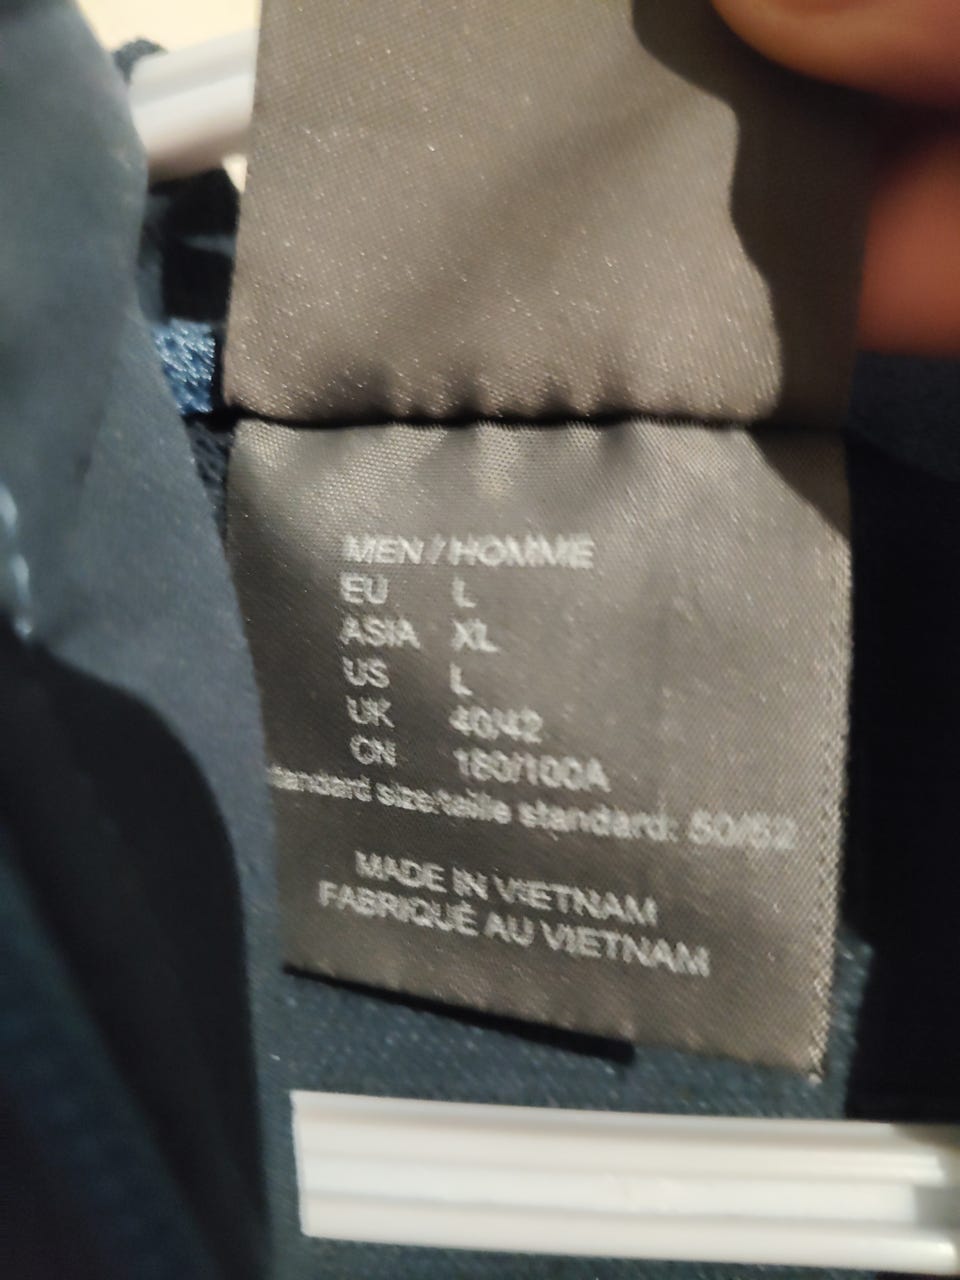 MEN / HOMME
EU L
ASIA XL
US L
UK 40/42
CN 180/100A
tandard size:taille standard: 50/52
MADE IN VIETNAM
FABRIQUÉ AU VIETNAM